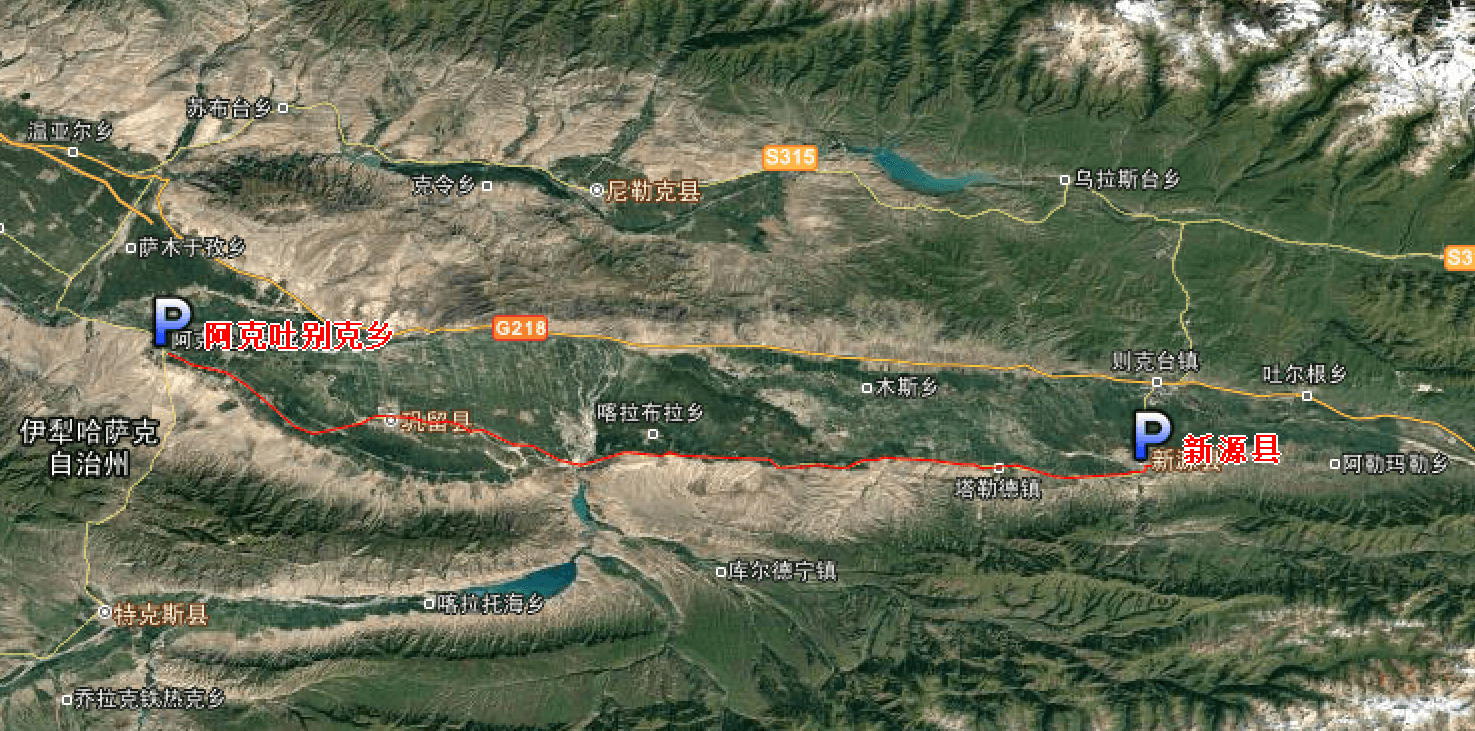 苏布台乡
温亚尔乡
S315
克令乡
尼勒克县
乌拉斯台乡
萨木于孜乡
S3
P
阿克吐别克乡
G218
则克台镇
吐尔根乡
木斯乡
喀拉布拉乡
巩留县
伊犁哈萨克
自治州
P
新源县
新源县
阿勒玛勒乡
塔勒德镇
库尔德宁镇
喀拉托海乡
特克斯县
乔拉克铁热克乡